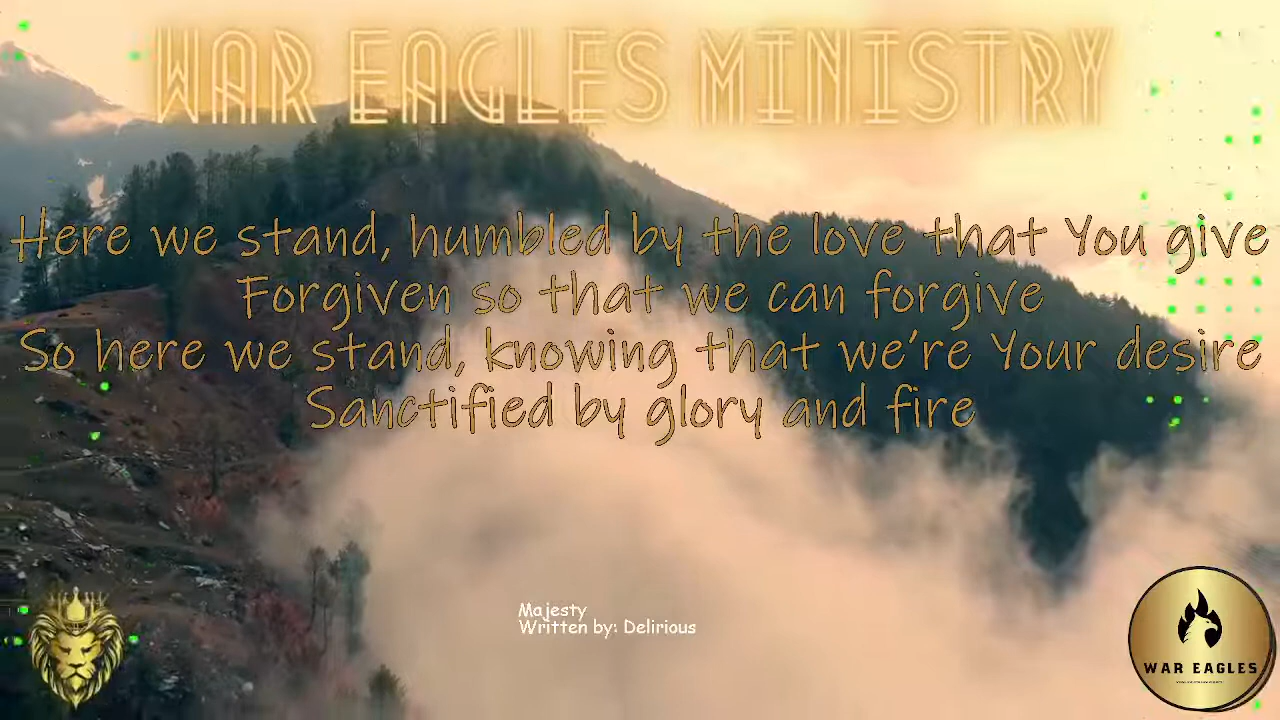 WAR EAGLES MINISTRY
Here we stand, humbled by the love that You give
Forgiven so that we can forgive
So here we stand, knowing that we're Your desire
Sanctified by glory and fire
Majesty
Written by: Delirious
WAR EAGLES